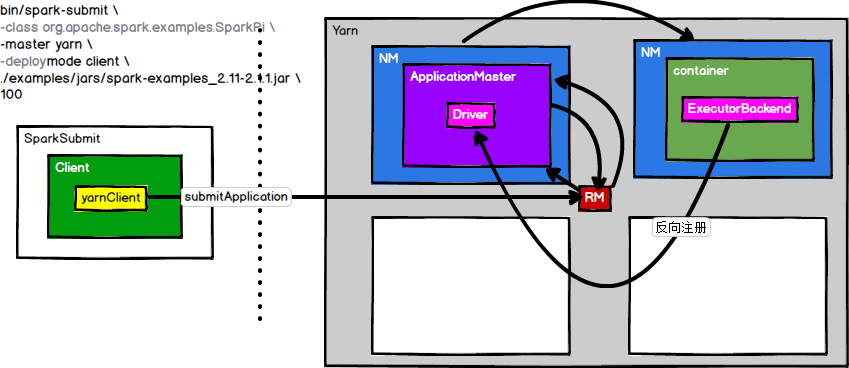 bin/spark-submit \
-class org.apache.spark.examples.SparkPi \
-master yarn \
-deploymode client \
./examples/jars/spark-examples_2.11-2.1.1.jar \
100
SparkSubmit
Client
yarnClient
submitApplication
Yarn
NM
ApplicationMaster
Driver
RM
NM
container
ExecutorBackend
反向注册